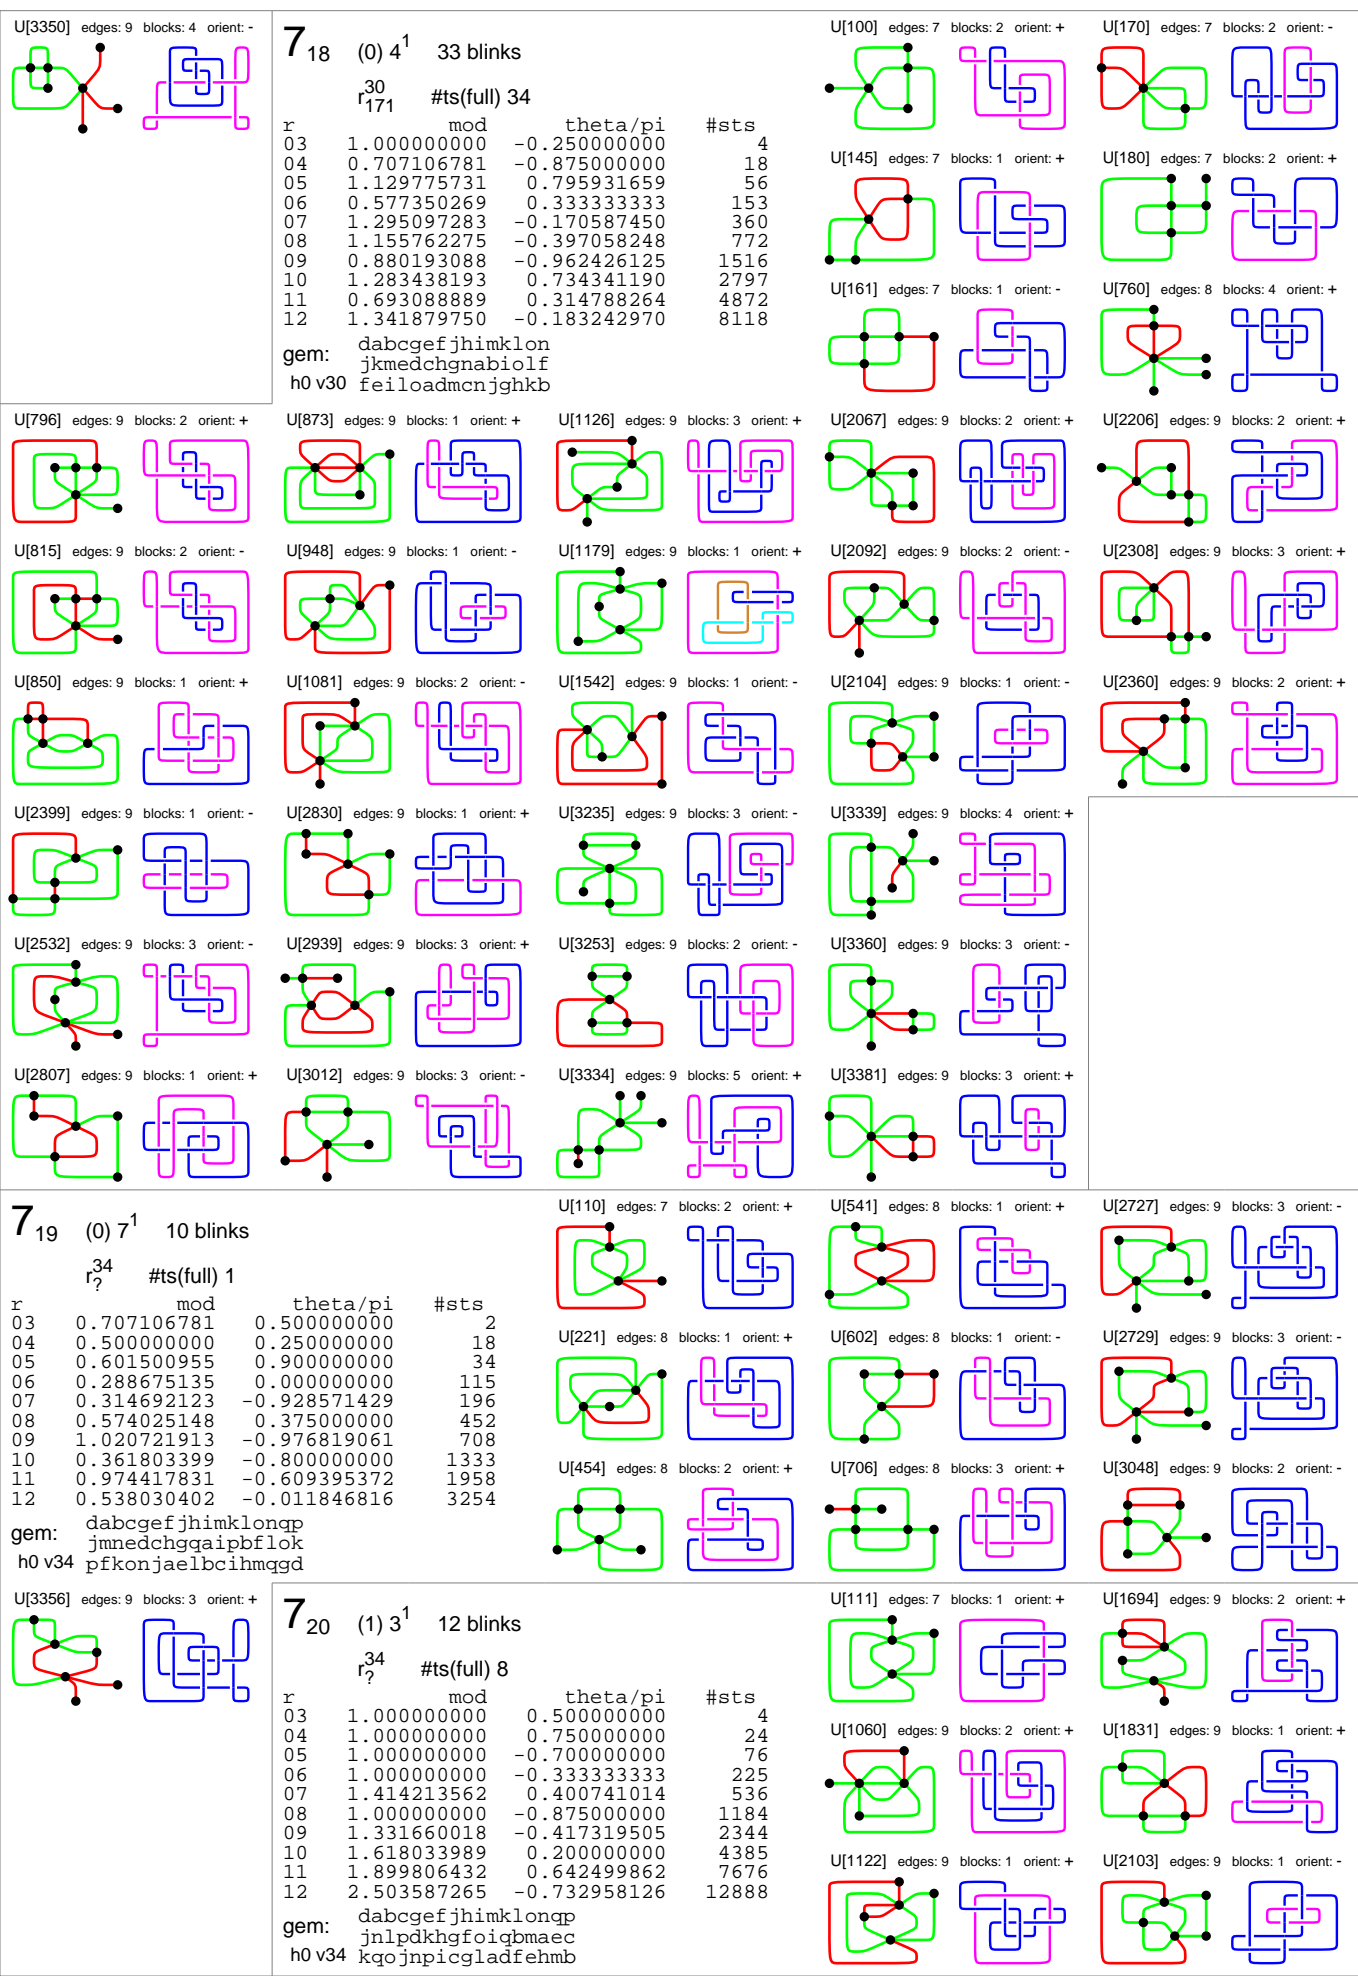 U[3350] edges: 9 blocks: 4 orient: -
7 18 (0) 4 1 33 blinks
r 30 171 #ts(full) 34
r mod theta/pi #sts
03 1.000000000 -0.250000000 4
04 0.707106781 -0.875000000 18
05 1.129775731 0.795931659 56
06 0.577350269 0.333333333 153
07 1.295097283 -0.170587450 360
08 1.155762275 -0.397058248 772
09 0.880193088 -0.962426125 1516
10 1.283438193 0.734341190 2797
11 0.693088889 0.314788264 4872
12 1.341879750 -0.183242970 8118
gem: dabcgefjhimklon
jkmedchgnabiolf
h0 v30 feiloadmcnjghkb
U[100] edges: 7 blocks: 2 orient: +
U[170] edges: 7 blocks: 2 orient: -
U[145] edges: 7 blocks: 1 orient: +
U[180] edges: 7 blocks: 2 orient: +
U[161] edges: 7 blocks: 1 orient: -
U[760] edges: 8 blocks: 4 orient: +
U[796] edges: 9 blocks: 2 orient: +
U[873] edges: 9 blocks: 1 orient: +
U[1126] edges: 9 blocks: 3 orient: +
U[2067] edges: 9 blocks: 2 orient: +
U[2206] edges: 9 blocks: 2 orient: +
U[815] edges: 9 blocks: 2 orient: -
U[948] edges: 9 blocks: 1 orient: -
U[1179] edges: 9 blocks: 1 orient: +
U[2092] edges: 9 blocks: 2 orient: -
U[2308] edges: 9 blocks: 3 orient: +
U[850] edges: 9 blocks: 1 orient: +
U[1081] edges: 9 blocks: 2 orient: -
U[1542] edges: 9 blocks: 1 orient: -
U[2104] edges: 9 blocks: 1 orient: -
U[2360] edges: 9 blocks: 2 orient: +
U[2399] edges: 9 blocks: 1 orient: -
U[2830] edges: 9 blocks: 1 orient: +
U[3235] edges: 9 blocks: 3 orient: -
U[3339] edges: 9 blocks: 4 orient: +
U[2532] edges: 9 blocks: 3 orient: -
U[2939] edges: 9 blocks: 3 orient: +
U[3253] edges: 9 blocks: 2 orient: -
U[3360] edges: 9 blocks: 3 orient: -
U[2807] edges: 9 blocks: 1 orient: +
U[3012] edges: 9 blocks: 3 orient: -
U[3334] edges: 9 blocks: 5 orient: +
U[3381] edges: 9 blocks: 3 orient: +
7 19 (0) 7 1 10 blinks
r 34 ? #ts(full) 1
r mod theta/pi #sts
03 0.707106781 0.500000000 2
04 0.500000000 0.250000000 18
05 0.601500955 0.900000000 34
06 0.288675135 0.000000000 115
07 0.314692123 -0.928571429 196
08 0.574025148 0.375000000 452
09 1.020721913 -0.976819061 708
10 0.361803399 -0.800000000 1333
11 0.974417831 -0.609395372 1958
12 0.538030402 -0.011846816 3254
gem: dabcgefjhimklonqp
jmnedchgqaipbflok
h0 v34 pfkonjaelbcihmqgd
U[110] edges: 7 blocks: 2 orient: +
U[541] edges: 8 blocks: 1 orient: +
U[2727] edges: 9 blocks: 3 orient: -
U[221] edges: 8 blocks: 1 orient: +
U[602] edges: 8 blocks: 1 orient: -
U[2729] edges: 9 blocks: 3 orient: -
U[454] edges: 8 blocks: 2 orient: +
U[706] edges: 8 blocks: 3 orient: +
U[3048] edges: 9 blocks: 2 orient: -
U[3356] edges: 9 blocks: 3 orient: +
7 20 (1) 3 1 12 blinks
r 34 ? #ts(full) 8
r mod theta/pi #sts
03 1.000000000 0.500000000 4
04 1.000000000 0.750000000 24
05 1.000000000 -0.700000000 76
06 1.000000000 -0.333333333 225
07 1.414213562 0.400741014 536
08 1.000000000 -0.875000000 1184
09 1.331660018 -0.417319505 2344
10 1.618033989 0.200000000 4385
11 1.899806432 0.642499862 7676
12 2.503587265 -0.732958126 12888
gem: dabcgefjhimklonqp
jnlpdkhgfoiqbmaec
h0 v34 kqojnpicgladfehmb
U[111] edges: 7 blocks: 1 orient: +
U[1694] edges: 9 blocks: 2 orient: +
U[1060] edges: 9 blocks: 2 orient: +
U[1831] edges: 9 blocks: 1 orient: +
U[1122] edges: 9 blocks: 1 orient: +
U[2103] edges: 9 blocks: 1 orient: -